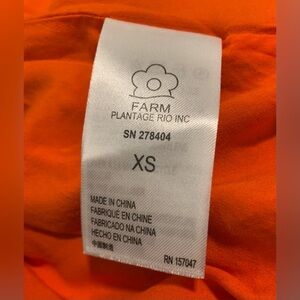 FARM
PLANTAGE RIO INC
SN 278404
XS
MADE IN CHINA
FABRIQUÉ EN CHINE
FABRICADO NA CHINA
HECHO EN CHINA
中国制造
RN 157047